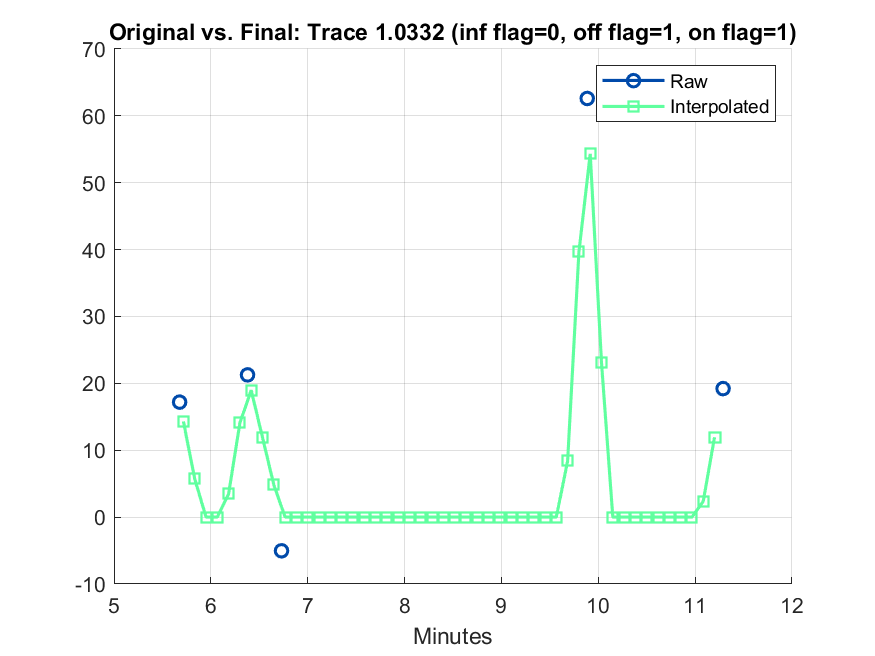 Original vs. Final: Trace 1.0332 (inf flag=0, off flag=1, on flag=1)
70
60
50
40
30
20
10
0
-10
Raw
Interpolated
5 6 7 8 9 10 11 12
Minutes